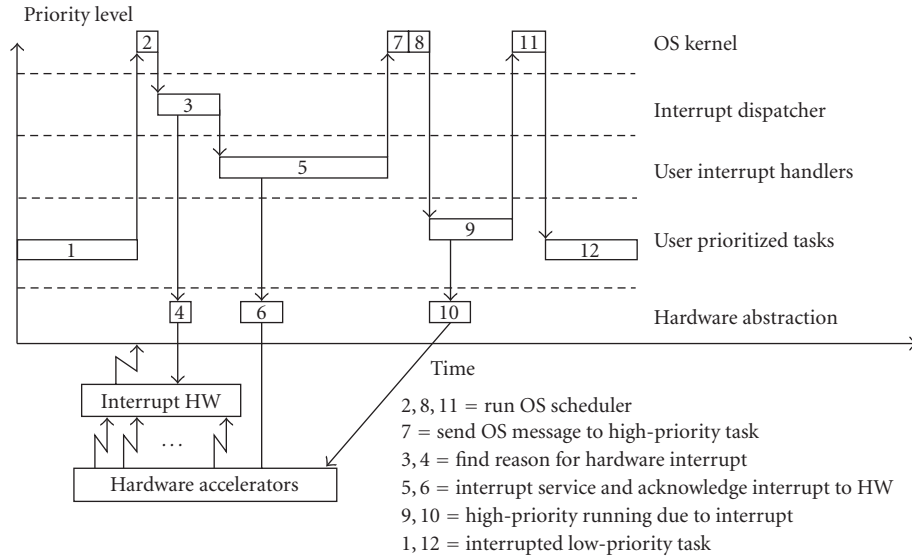 Priority level
2
7
8
11
OS kernel
3
Interrupt dispatcher
5
User interrupt handlers
9
1
12
User prioritized tasks
4
6
10
Hardware abstraction
Time
Interrupt HW
...
Hardware accelerators
2, 8, 11 = run OS scheduler
7 = send OS message to high-priority task
3, 4 = find reason for hardware interrupt
5, 6 = interrupt service and acknowledge interrupt to HW
9, 10 = high-priority running due to interrupt
1, 12 = interrupted low-priority task